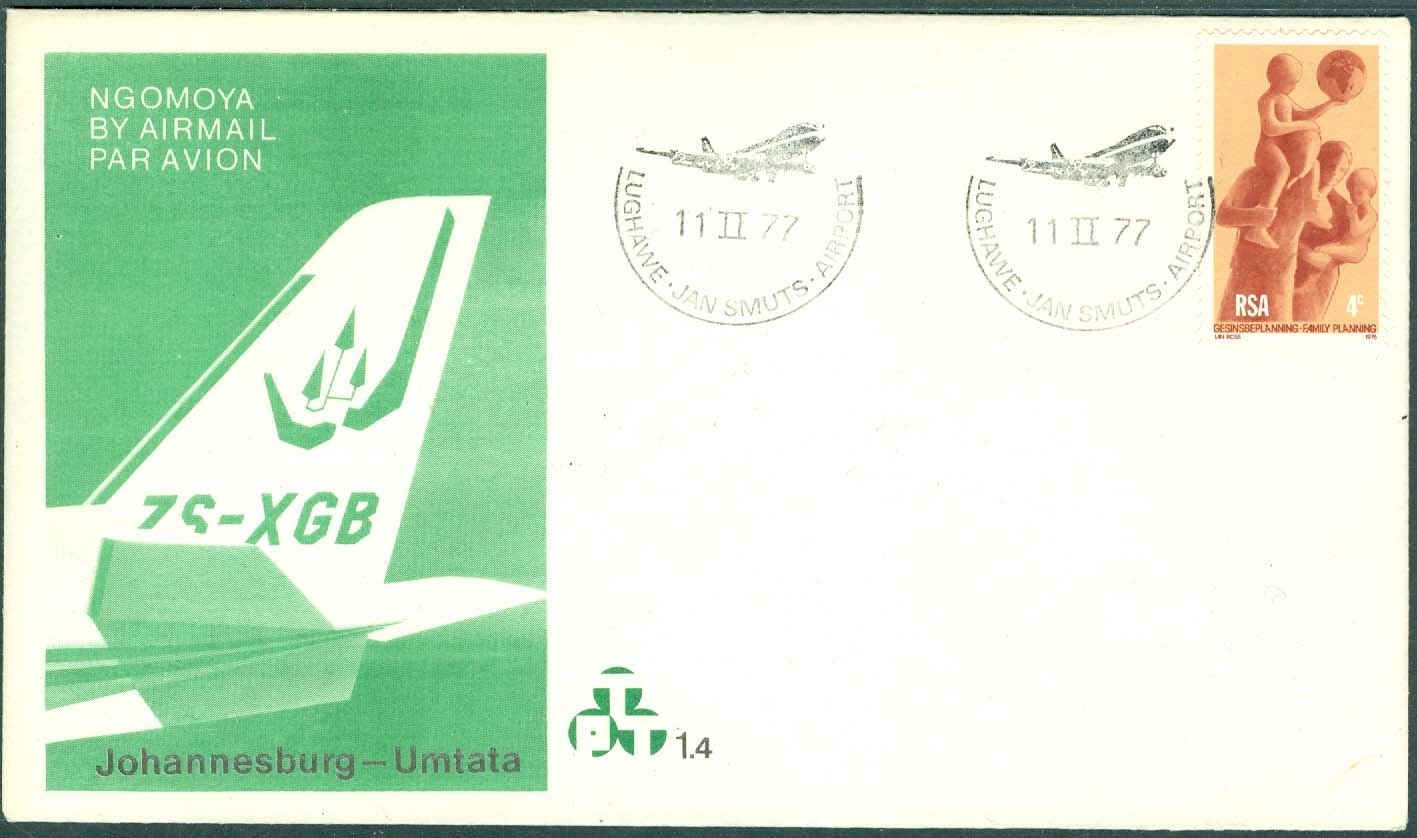 NGOMOYA
BY AIRMAIL
PAR AVION
ZS-XGB
Johannesburg – Umtata
LUGHAWE · JAN SMUTS · AIRPORT
11 II 77
LUGHAWE · JAN SMUTS · AIRPORT
11 II 77
RSA 4c
GESINSBEPLANNING · FAMILY PLANNING
1976
T
P T
1.4